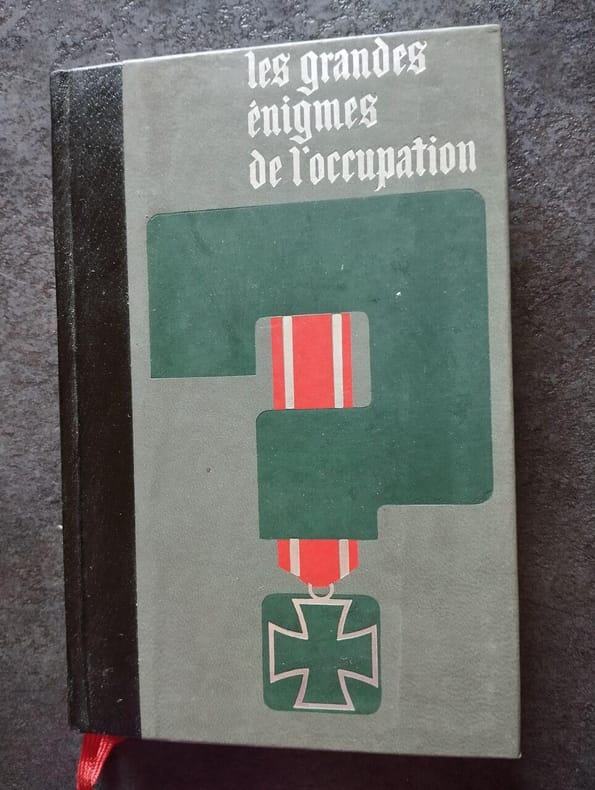 les grandes
énigmes
de l'occupation